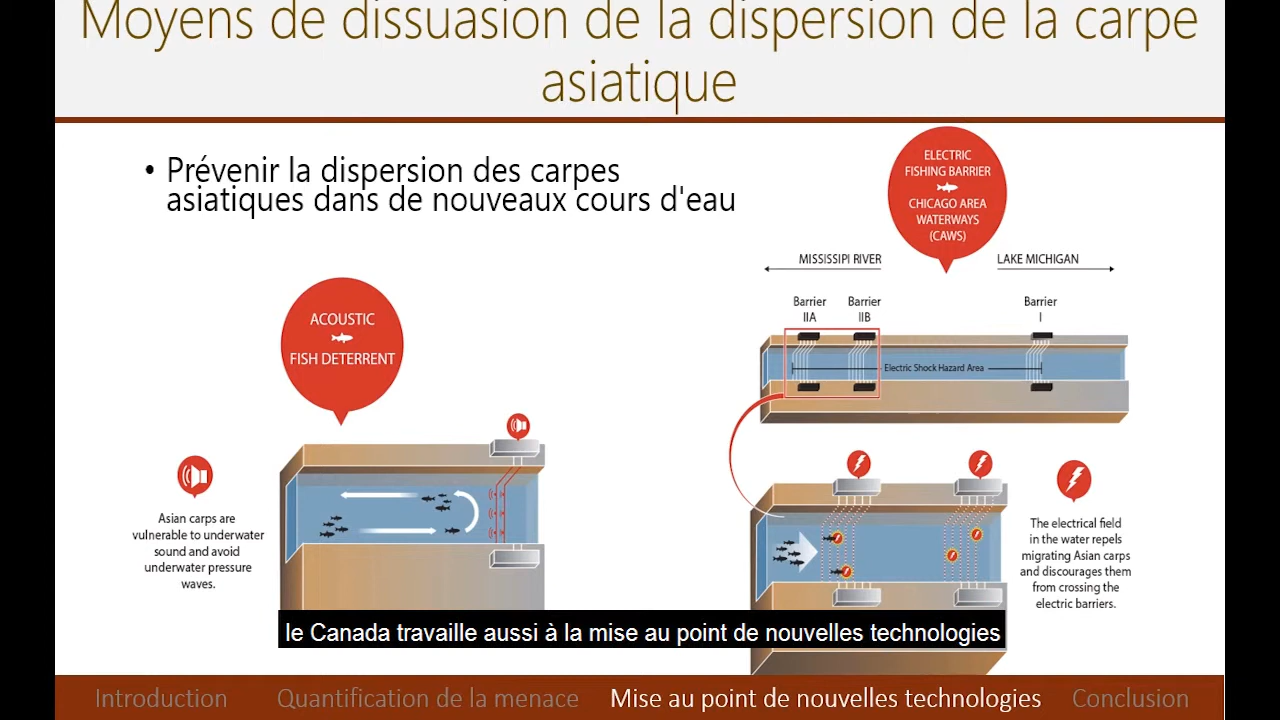 Moyens de dissuasion de la dispersion de la carpe
asiatique
• Prévenir la dispersion des carpes
asiatiques dans de nouveaux cours d'eau
ELECTRIC
FISHING BARRIER
CHICAGO AREA
WATERWAYS
(CAWS)
MISSISSIPI RIVER
LAKE MICHIGAN
Barrier
IIA
Barrier
IIB
Barrier
I
Electric Shock Hazard Area
ACOUSTIC
FISH DETERRENT
Asian carps are
vulnerable to underwater
sound and avoid
underwater pressure
waves.
The electrical field
in the water repels
migrating Asian carps
and discourages them
from crossing the
electric barriers.
le Canada travaille aussi à la mise au point de nouvelles technologies
Introduction
Quantification de la menace
Mise au point de nouvelles technologies
Conclusion